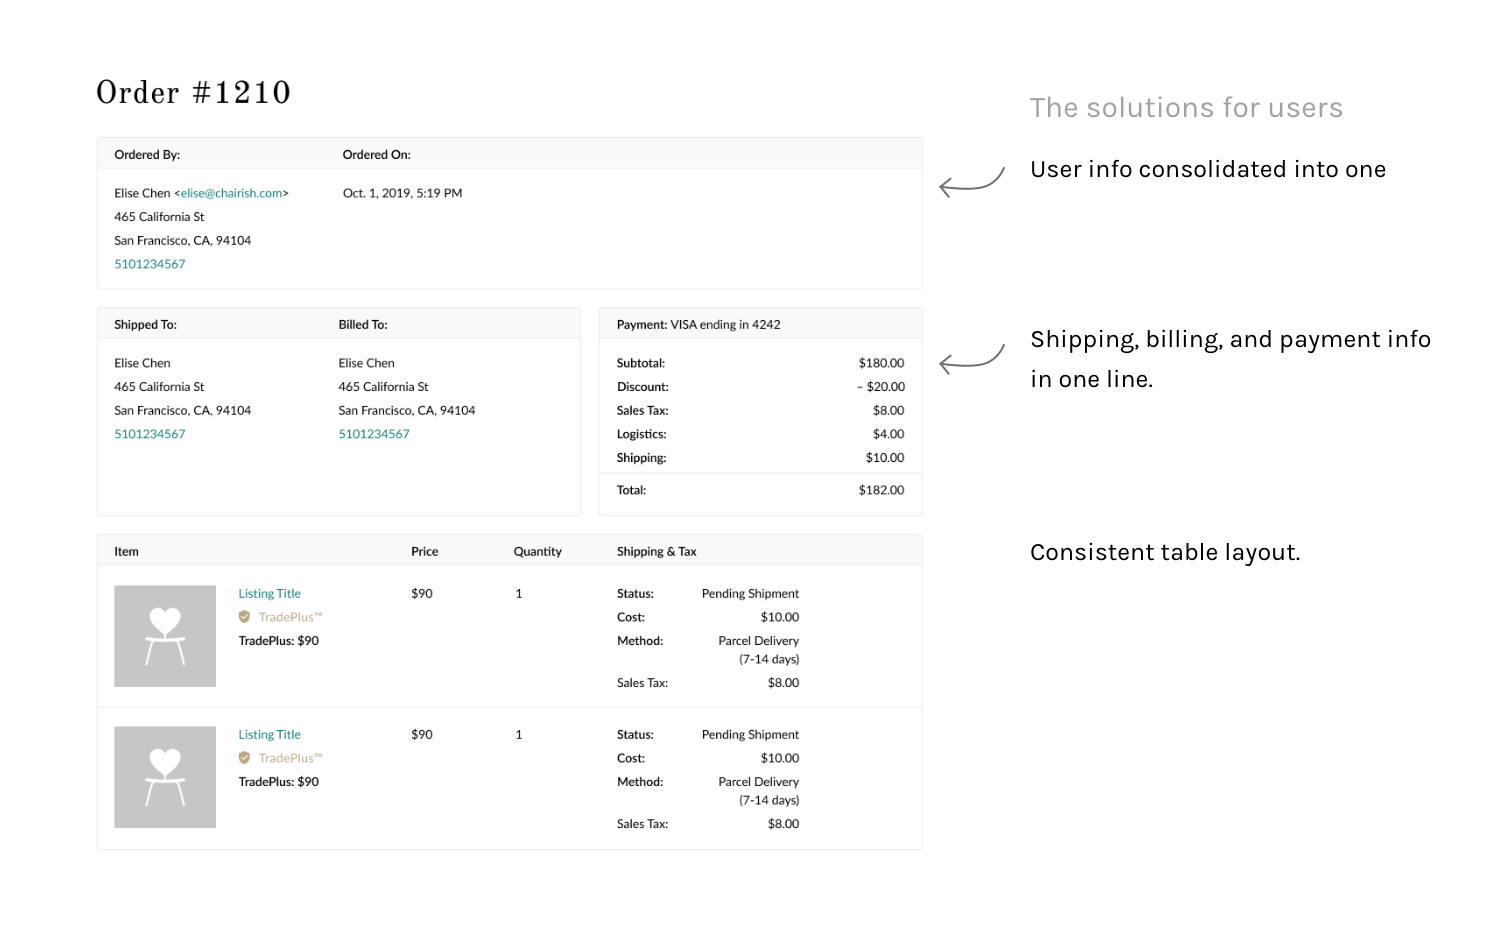 Order #1210
The solutions for users
Ordered By: Ordered On:
User info consolidated into one
Elise Chen <elise@chairish.com> Oct. 1, 2019, 5:19 PM
465 California St
San Francisco, CA, 94104
5101234567
Shipped To: Billed To:
Elise Chen Elise Chen
465 California St 465 California St
San Francisco, CA, 94104 San Francisco, CA, 94104
5101234567 5101234567
Payment: VISA ending in 4242
Subtotal: $180.00
Discount: – $20.00
Sales Tax: $8.00
Logistics: $4.00
Shipping: $10.00
Total: $182.00
Shipping, billing, and payment info
in one line.
Item Price Quantity Shipping & Tax
Consistent table layout.
Listing Title $90 1 Status: Pending Shipment
TradePlus™ Cost: $10.00
TradePlus: $90 Method: Parcel Delivery
(7-14 days)
Sales Tax: $8.00
Listing Title $90 1 Status: Pending Shipment
TradePlus™ Cost: $10.00
TradePlus: $90 Method: Parcel Delivery
(7-14 days)
Sales Tax: $8.00